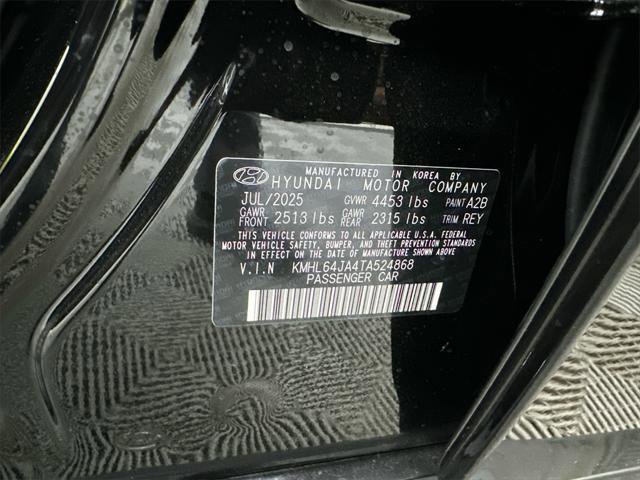 MANUFACTURED IN KOREA BY
HYUNDAI MOTOR COMPANY
JUL/2025 GVWR 4453 lbs PAINT A2B
GAWR FRONT 2513 lbs GAWR REAR 2315 lbs TRIM REY
THIS VEHICLE CONFORMS TO ALL APPLICABLE U.S.A. FEDERAL
MOTOR VEHICLE SAFETY, BUMPER, AND THEFT PREVENTION STANDARDS
IN EFFECT ON THE DATE OF MANUFACTURE SHOWN ABOVE
V.I.N KMHL64JA4TA524868
PASSENGER CAR